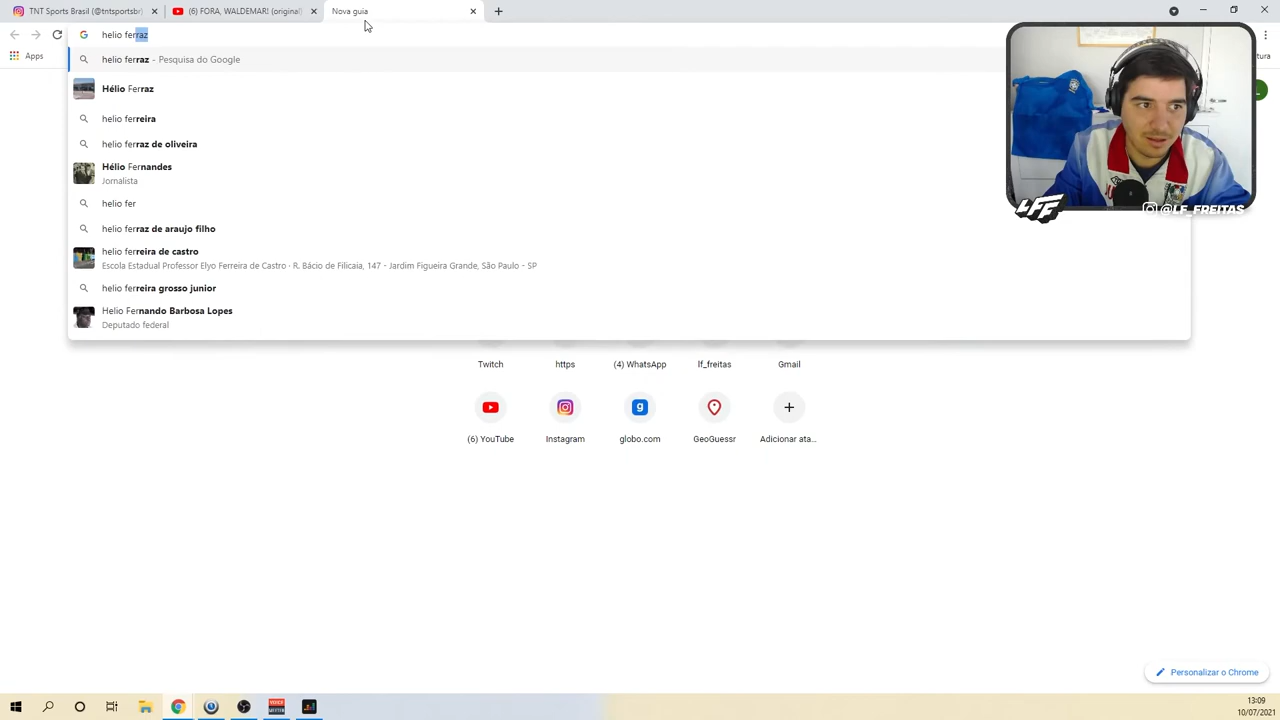 TNT Sports Brasil (@tntsportsbr)
(6) FORA, WALDEMAR! (original)
Nova guia
helio ferraz
Apps
helio ferraz - Pesquisa do Google
Hélio Ferraz
helio ferreira
helio ferraz de oliveira
Hélio Fernandes
Jornalista
helio fer
helio ferraz de araujo filho
helio ferreira de castro
Escola Estadual Professor Elyo Ferreira de Castro · R. Bácio de Filicaia, 147 - Jardim Figueira Grande, São Paulo - SP
helio ferreira grosso junior
Helio Fernando Barbosa Lopes
Deputado federal
LFF
@LF_FREITAS
Twitch
https
(4) WhatsApp
lf_freitas
Gmail
(6) YouTube
Instagram
globo.com
GeoGuessr
Adicionar ata...
Personalizar o Chrome
13:09
10/07/2021